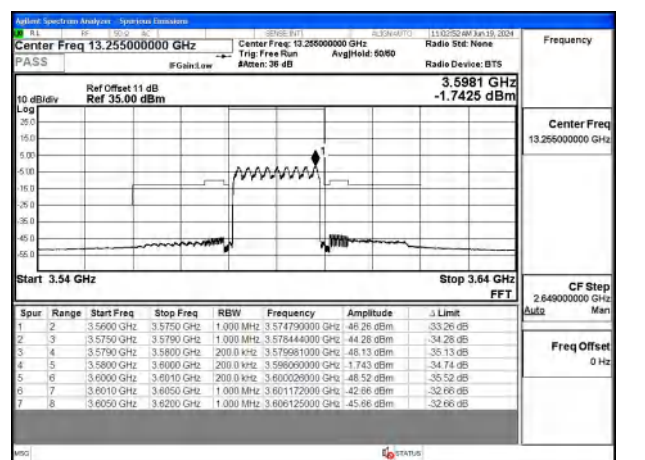 Agilent Spectrum Analyzer - Spurious Emissions
RL RF 50 Ω AC SENSE:INT ALIGNAUTO 11:02:52 AM Jun 19, 2024
Center Freq 13.255000000 GHz
Center Freq: 13.255000000 GHz
Radio Std: None
Trig: Free Run Avg|Hold: 50/50
PASS
IFGain:Low
#Atten: 36 dB
Radio Device: BTS
Ref Offset 11 dB
3.5981 GHz
10 dB/div Ref 35.00 dBm
-1.7425 dBm
Log
25.0
15.0
5.00
-5.00
-15.0
-25.0
-35.0
-45.0
-55.0
1
Start 3.54 GHz
Stop 3.64 GHz
FFT
Spur Range Start Freq Stop Freq RBW Frequency Amplitude Δ Limit
1 2 3.5600 GHz 3.5750 GHz 1.000 MHz 3.574790000 GHz -46.26 dBm -33.26 dB
2 3 3.5750 GHz 3.5790 GHz 1.000 MHz 3.578444000 GHz -44.28 dBm -34.28 dB
3 4 3.5790 GHz 3.5800 GHz 200.0 kHz 3.579981000 GHz -48.13 dBm -35.13 dB
4 5 3.5800 GHz 3.6000 GHz 200.0 kHz 3.598060000 GHz -1.743 dBm -34.74 dB
5 6 3.6000 GHz 3.6010 GHz 200.0 kHz 3.600026000 GHz -48.52 dBm -35.52 dB
6 7 3.6010 GHz 3.6050 GHz 1.000 MHz 3.601172000 GHz -42.66 dBm -32.66 dB
7 8 3.6050 GHz 3.6200 GHz 1.000 MHz 3.606125000 GHz -45.66 dBm -32.66 dB
MSG
STATUS
Frequency
Center Freq
13.255000000 GHz
CF Step
2.649000000 GHz
Auto Man
Freq Offset
0 Hz